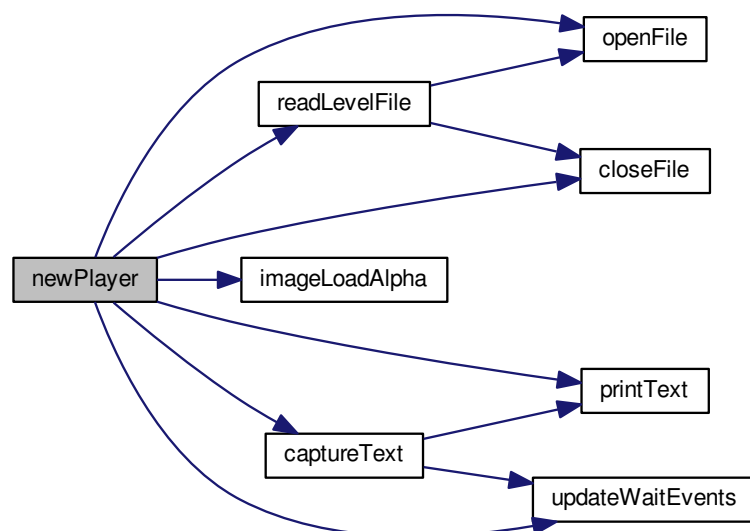 openFile
readLevelFile
closeFile
newPlayer
imageLoadAlpha
printText
captureText
updateWaitEvents